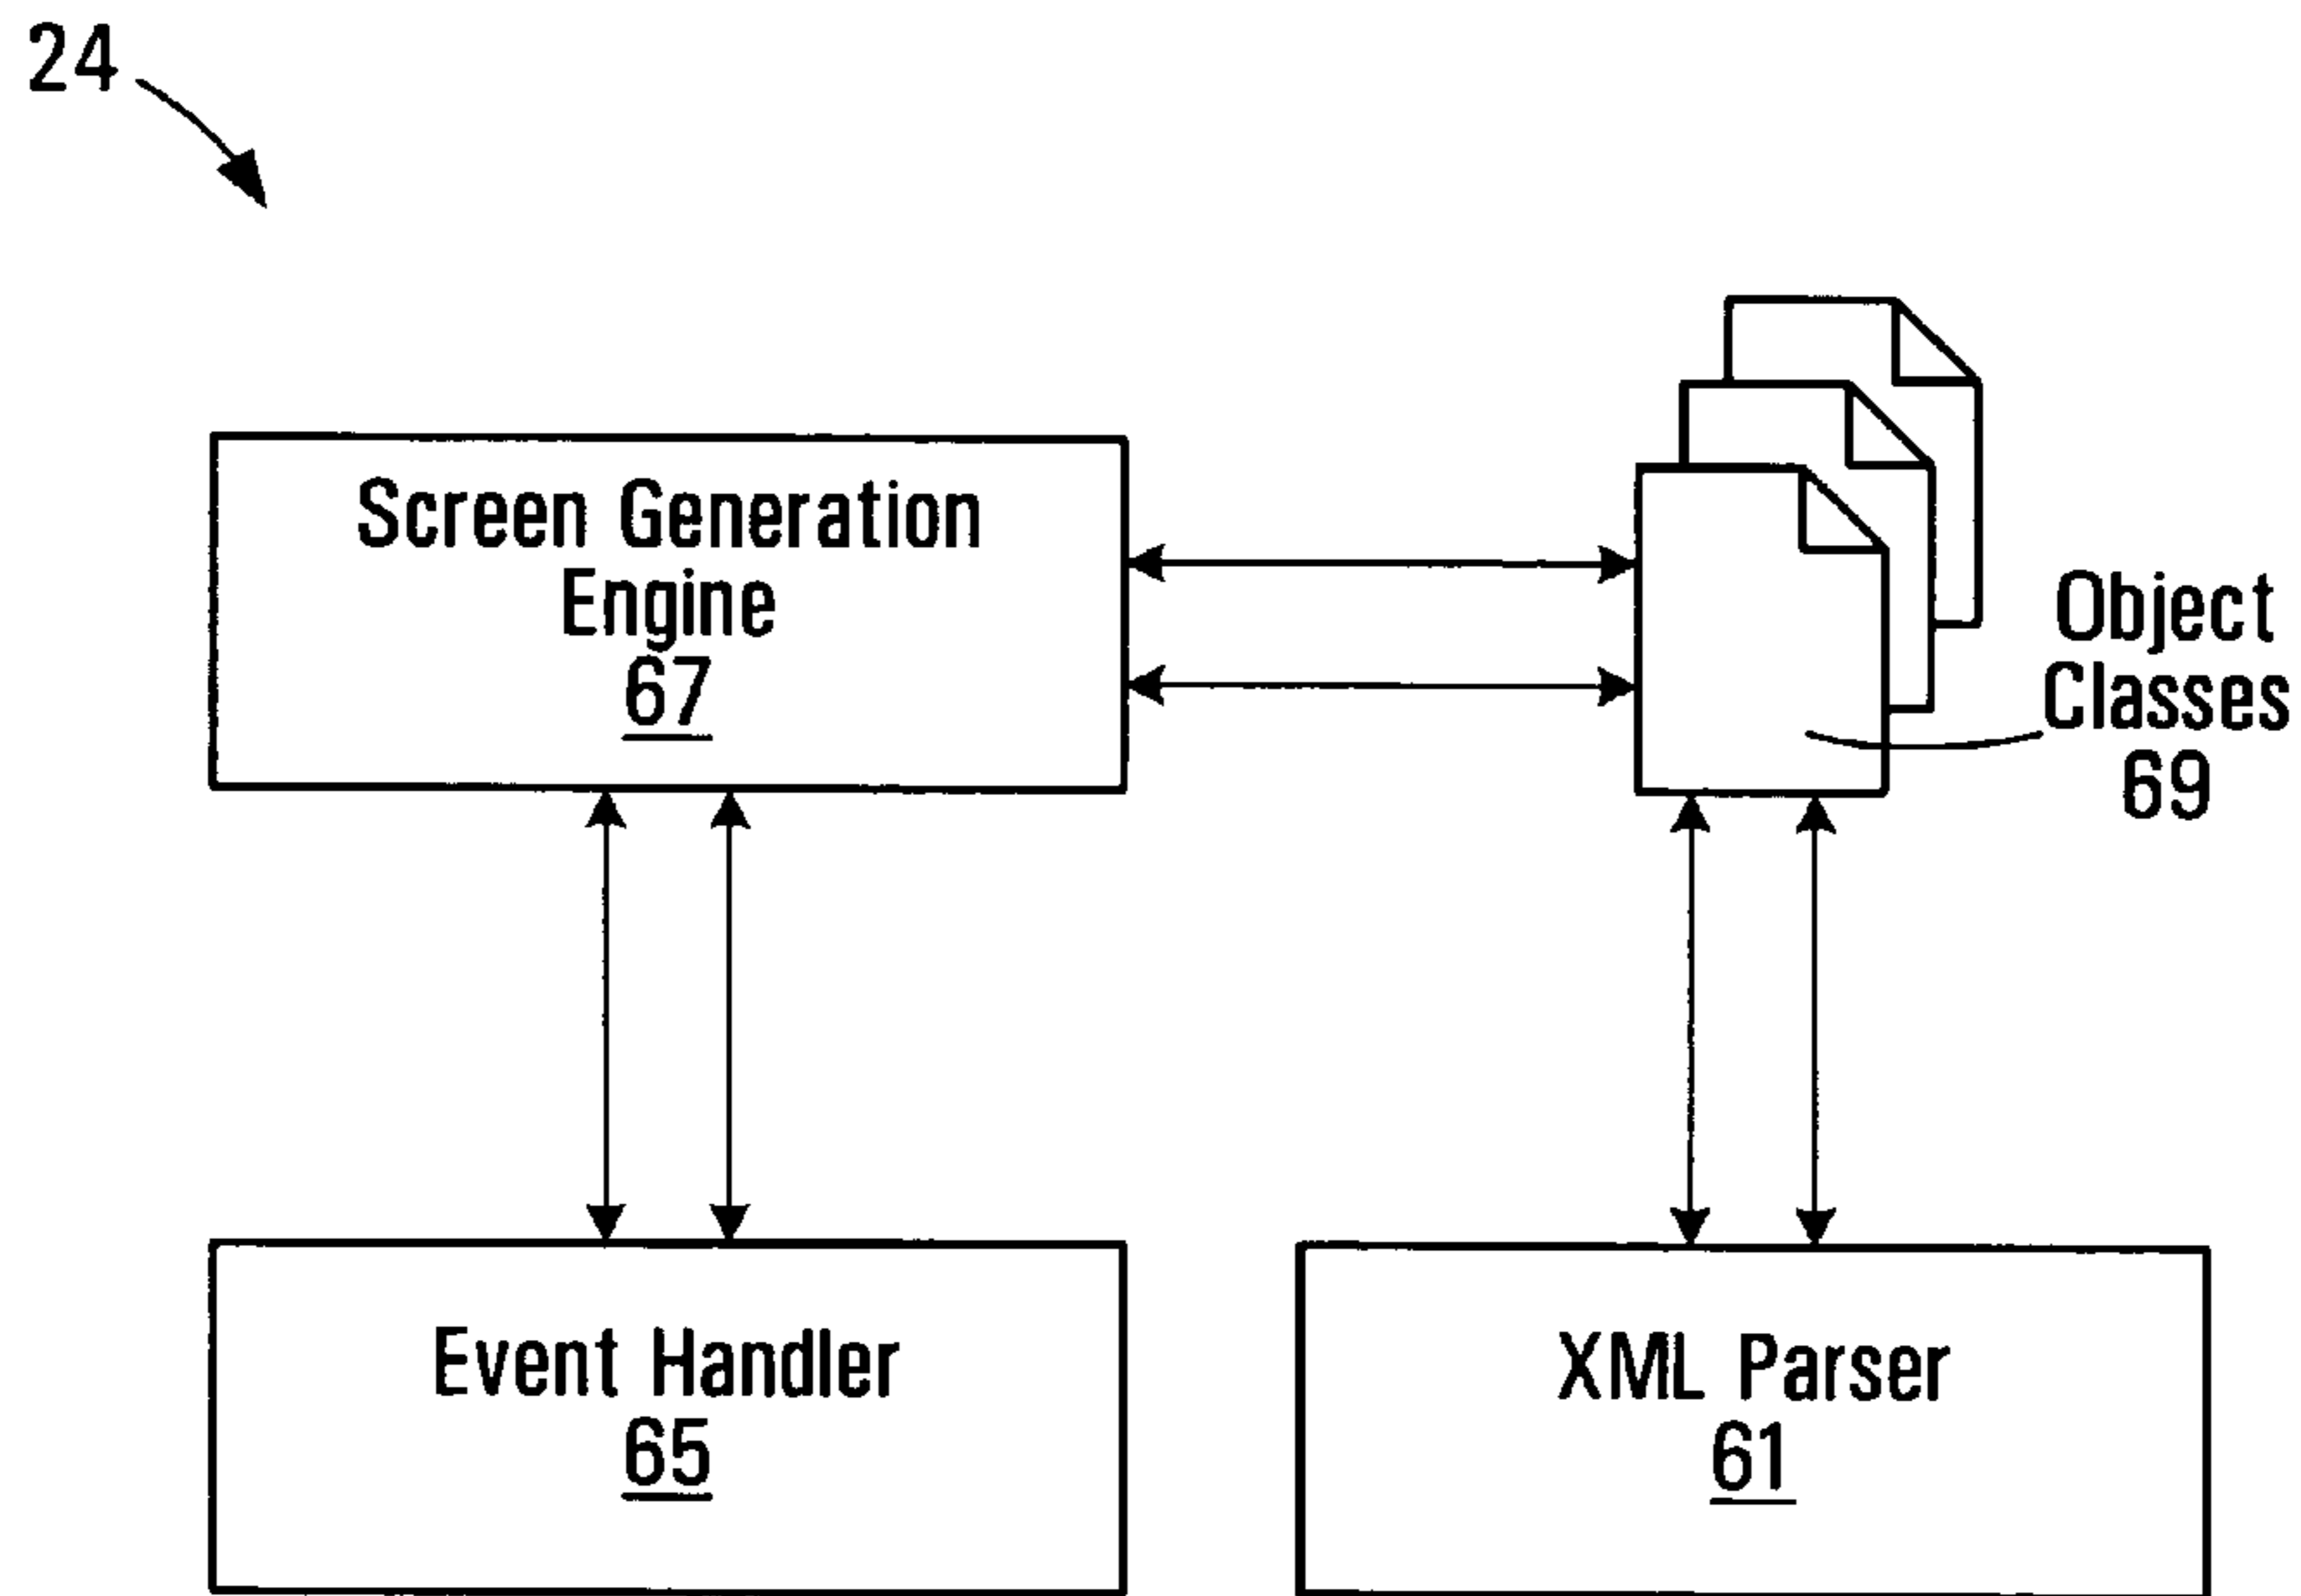 24
Screen Generation
Engine
67
Object
Classes
69
Event Handler
65
XML Parser
61